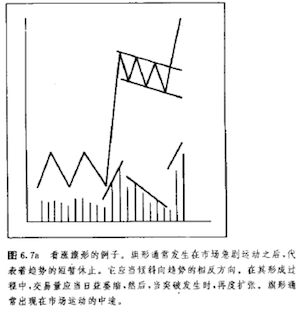 图6.7a 看涨旗形的例子。旗形通常发生在市场急剧运动之后,代
表着趋势的短暂休止。它应当倾斜向趋势的相反方向。在其形成过
程中,交易量应当日益萎缩,然后,当突破发生时,再度扩张。旗形通
常出现在市场运动的中途。